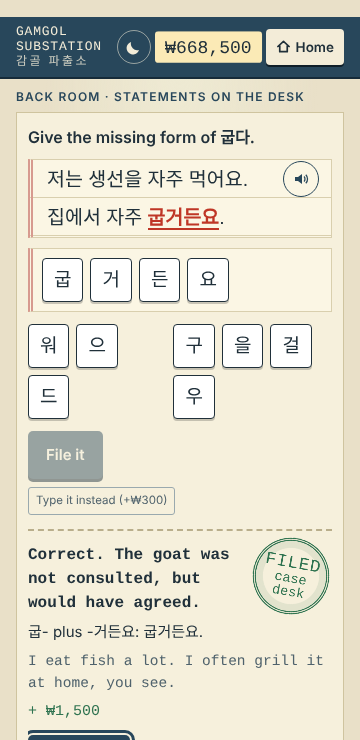 GAMGOL
SUBSTATION
감골 파출소
₩668,500
Home
BACK ROOM · STATEMENTS ON THE DESK
Give the missing form of 굽다.
저는 생선을 자주 먹어요.
집에서 자주 굽거든요.
굽 거 든 요
워 으 구 을 걸
드 우
File it
Type it instead (+₩300)
Correct. The goat was
not consulted, but
would have agreed.
FILED
case
desk
굽- plus -거든요: 굽거든요.
I eat fish a lot. I often grill it
at home, you see.
+ ₩1,500